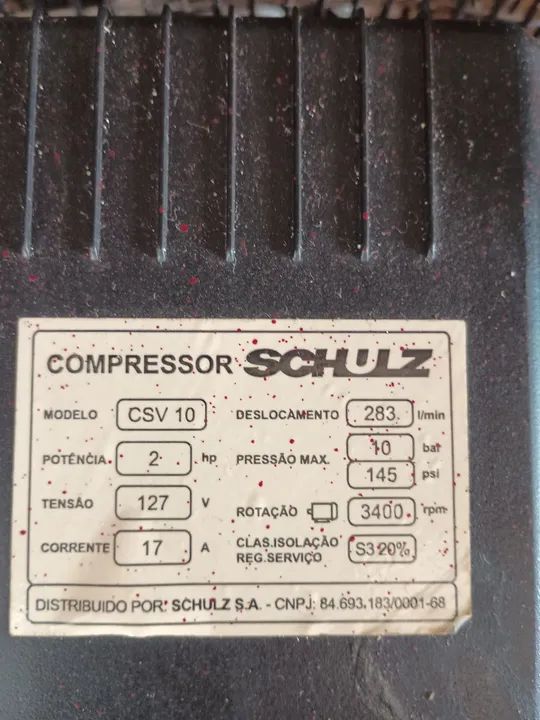 COMPRESSOR SCHULZ
MODELO CSV 10 DESLOCAMENTO 283 l/min
POTÊNCIA 2 hp PRESSÃO MAX. 10 bar
145 psi
TENSÃO 127 V ROTAÇÃO 3400 rpm
CORRENTE 17 A CLAS.ISOLAÇÃO
REG.SERVIÇO S3 20%
DISTRIBUIDO POR: SCHULZ S.A. - CNPJ: 84.693.183/0001-68